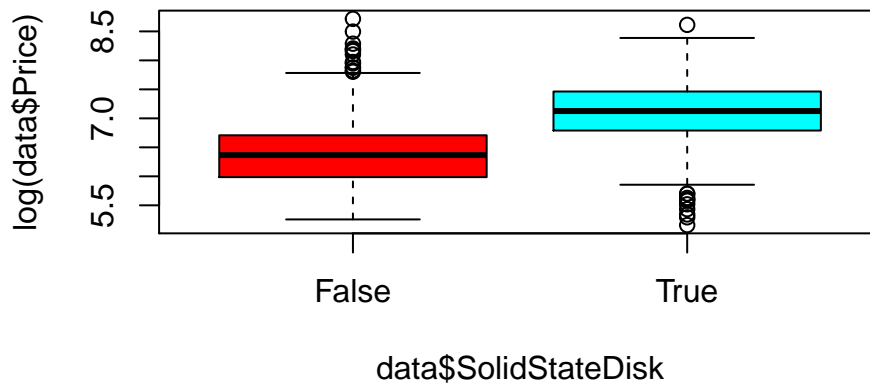 log(data$Price)
8.5
7.0
5.5
False
True
data$SolidStateDisk